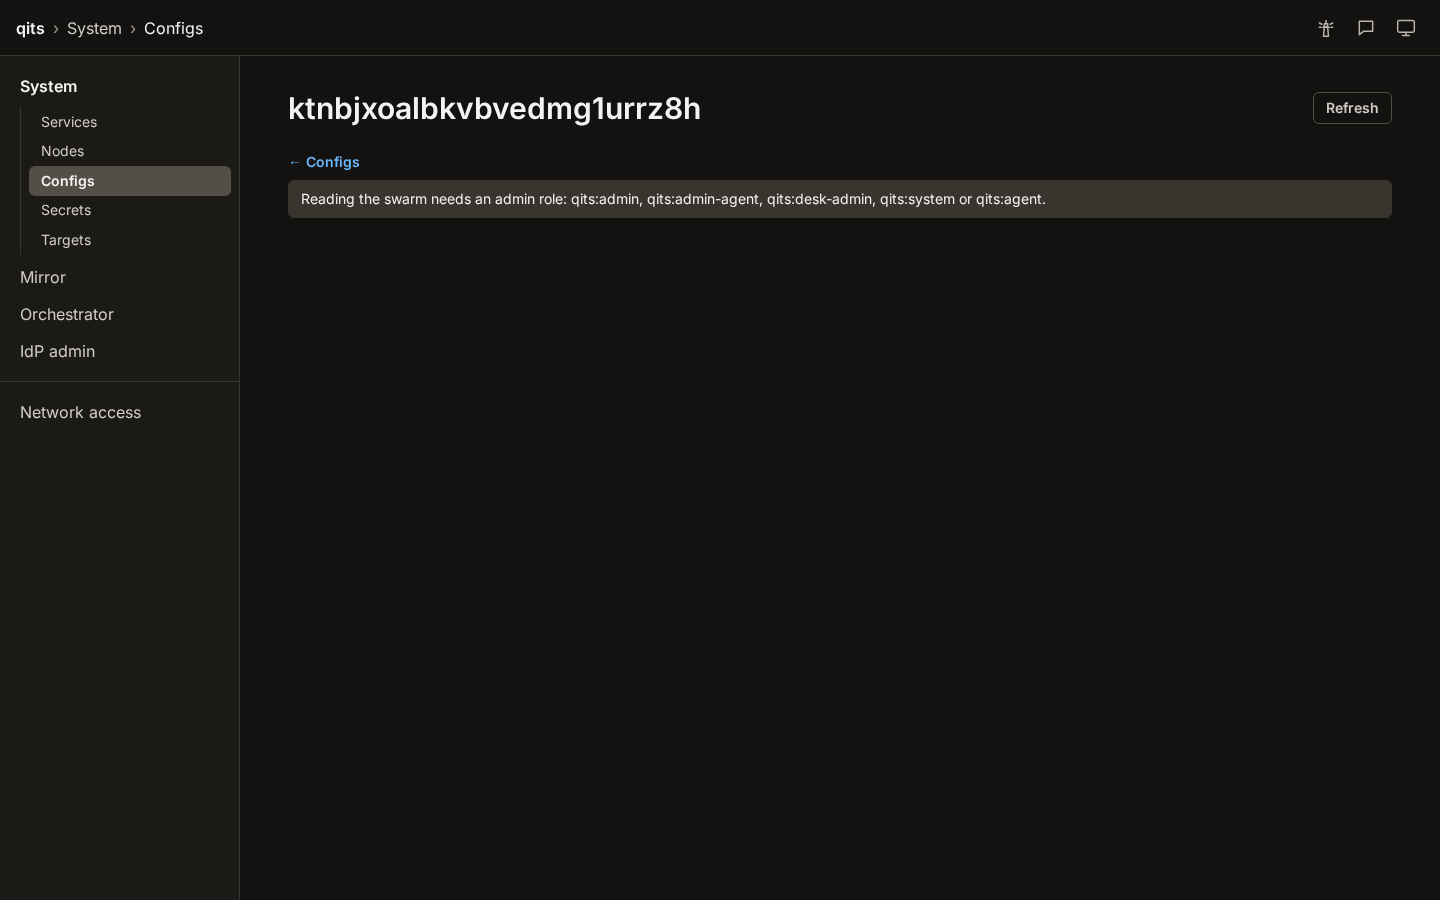 qits › System › Configs
System
Services
Nodes
Configs
Secrets
Targets
Mirror
Orchestrator
IdP admin
Network access
ktnbjxoalbkvbvedmg1urrz8h
Refresh
← Configs
Reading the swarm needs an admin role: qits:admin, qits:admin-agent, qits:desk-admin, qits:system or qits:agent.